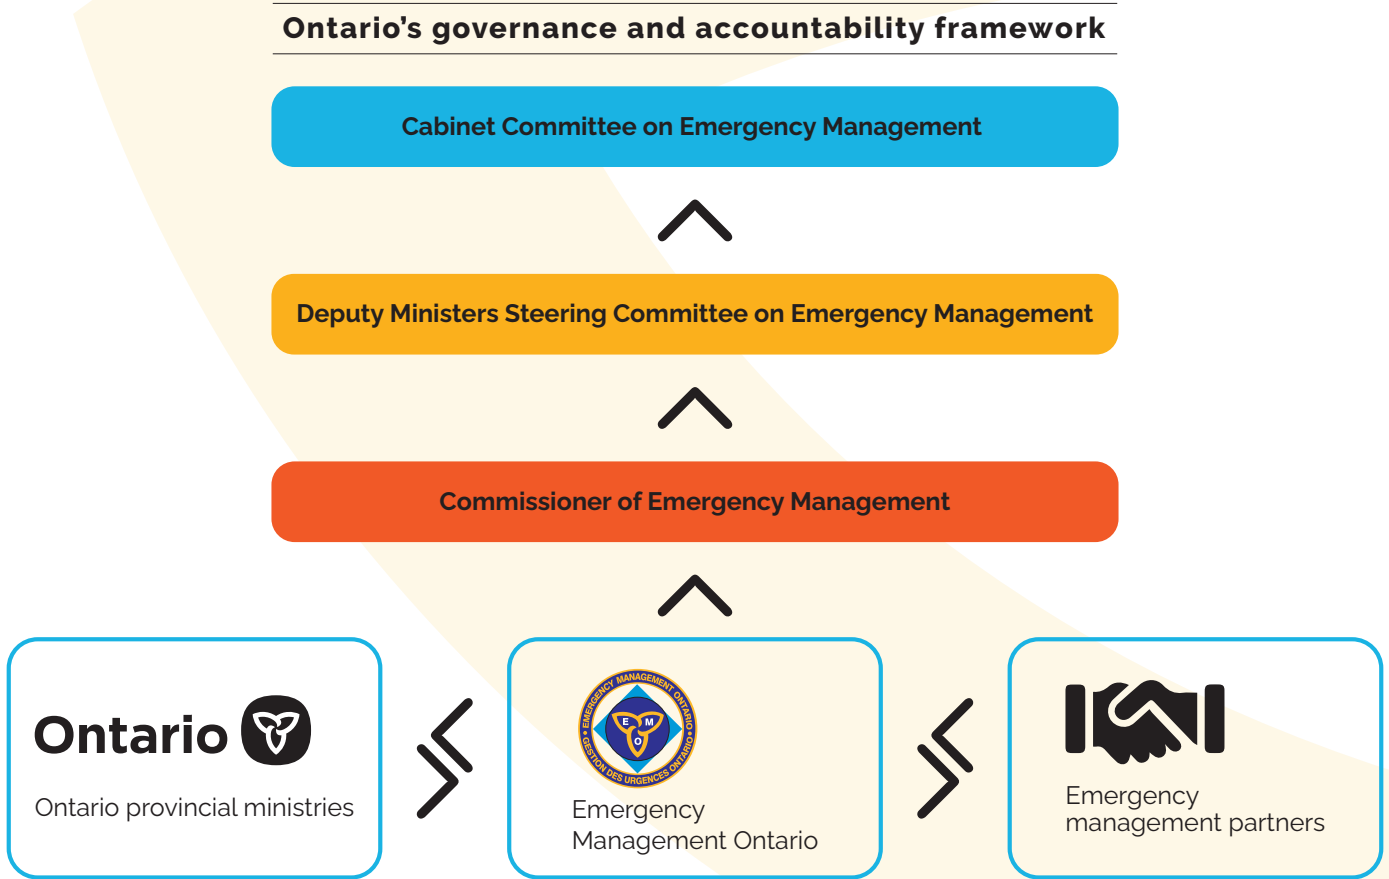 Ontario’s governance and accountability framework
Cabinet Committee on Emergency Management
Deputy Ministers Steering Committee on Emergency Management
Commissioner of Emergency Management
Ontario
Ontario provincial ministries
EMERGENCY MANAGEMENT ONTARIO
E M
O
GESTION DES URGENCES ONTARIO
Emergency
Management Ontario
Emergency
management partners